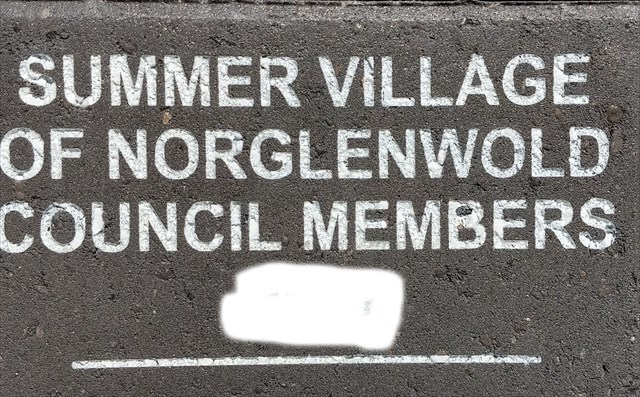 SUMMER VILLAGE
OF NORGLENWOLD
COUNCIL MEMBERS